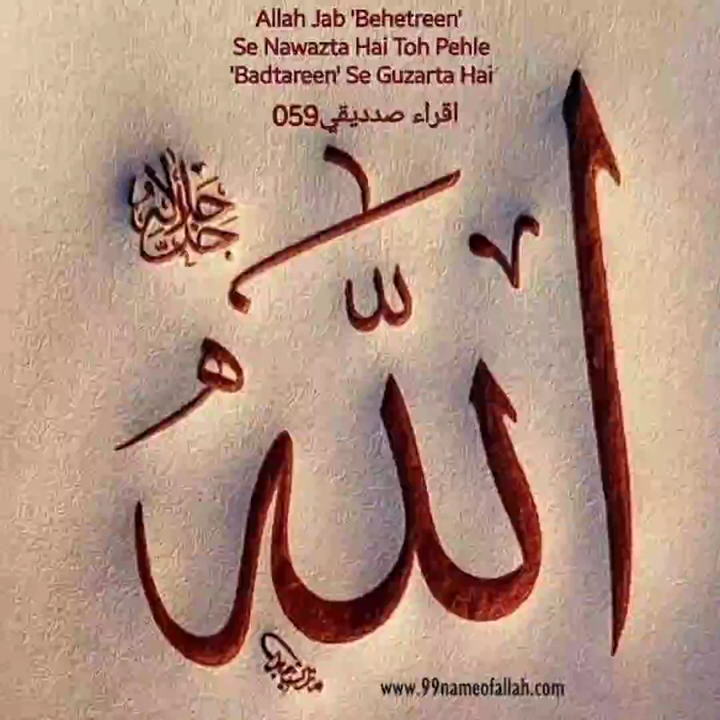 Allah Jab 'Behetreen'
Se Nawazta Hai Toh Pehle
'Badtareen' Se Guzarta Hai
اقراء صدديقي059
جل جلاله
الله
www.99nameofallah.com